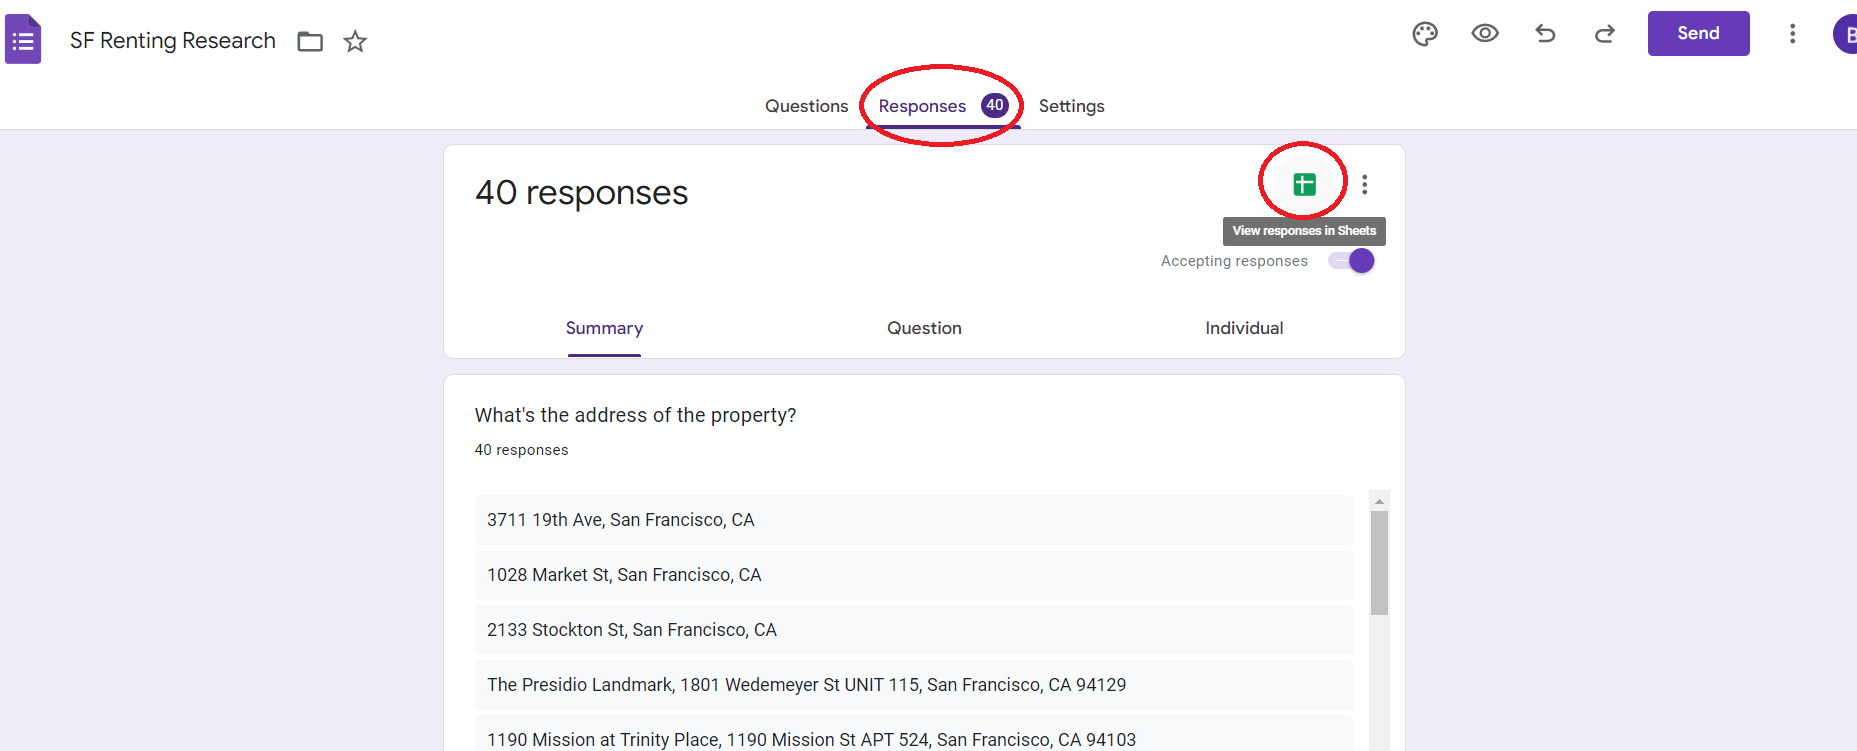 SF Renting Research
Send
B
Questions Responses 40 Settings
40 responses
View responses in Sheets
Accepting responses
Summary Question Individual
What's the address of the property?
40 responses
3711 19th Ave, San Francisco, CA
1028 Market St, San Francisco, CA
2133 Stockton St, San Francisco, CA
The Presidio Landmark, 1801 Wedemeyer St UNIT 115, San Francisco, CA 94129
1190 Mission at Trinity Place, 1190 Mission St APT 524, San Francisco, CA 94103